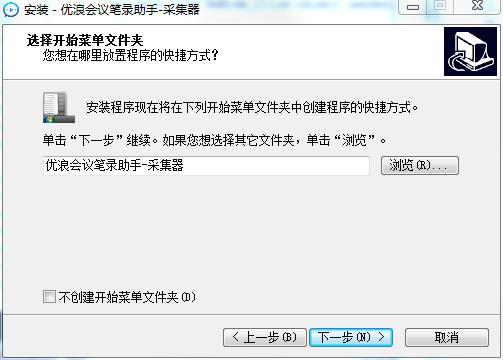 安装 - 优浪会议笔录助手-采集器
选择开始菜单文件夹
您想在哪里放置程序的快捷方式？
安装程序现在将在下列开始菜单文件夹中创建程序的快捷方式。
单击“下一步”继续。如果您想选择其它文件夹，单击“浏览”。
优浪会议笔录助手-采集器
浏览(R)...
不创建开始菜单文件夹(D)
< 上一步(B)
下一步(N) >
取消